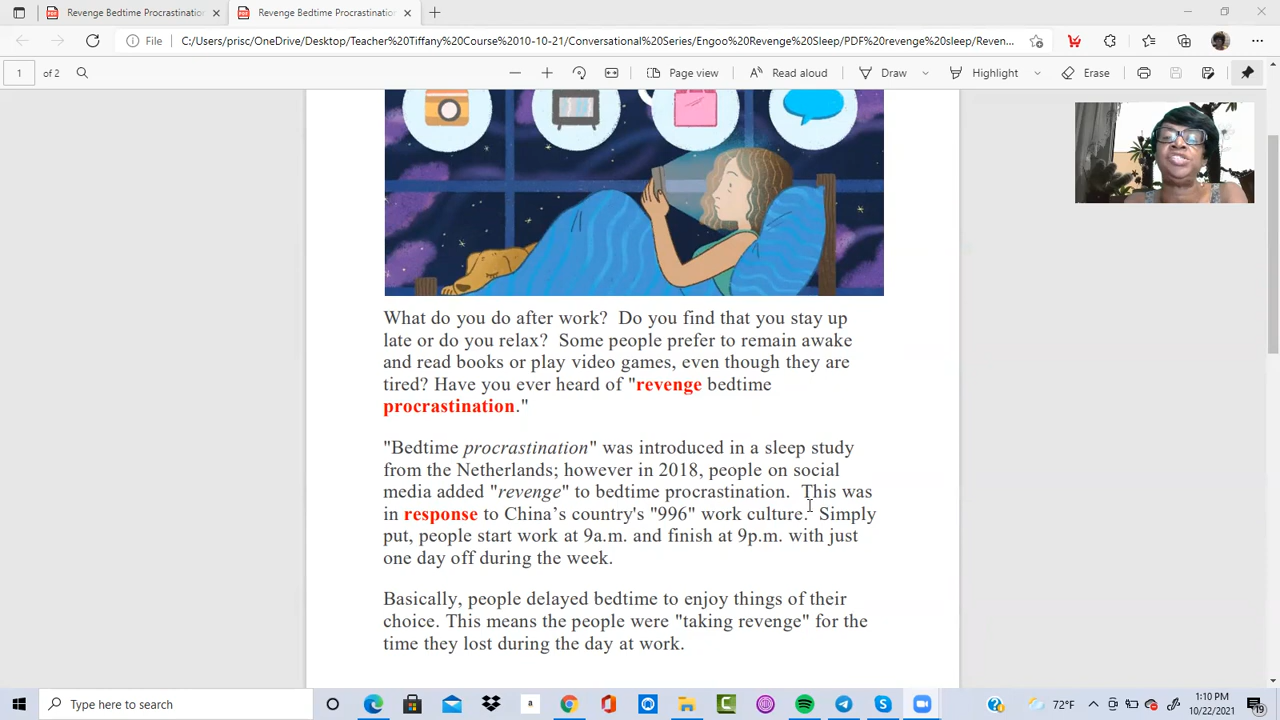 Revenge Bedtime Procrastination
Revenge Bedtime Procrastination
File
C:/Users/prisc/OneDrive/Desktop/Teacher%20Tiffany%20Course%2010-10-21/Conversational%20Series/Engoo%20Revenge%20Sleep/PDF%20revenge%20sleep/Reven...
1 of 2
Page view
Read aloud
Draw
Highlight
Erase
What do you do after work? Do you find that you stay up
late or do you relax? Some people prefer to remain awake
and read books or play video games, even though they are
tired? Have you ever heard of "revenge bedtime
procrastination."
"Bedtime procrastination" was introduced in a sleep study
from the Netherlands; however in 2018, people on social
media added "revenge" to bedtime procrastination. This was
in response to China’s country's "996" work culture. Simply
put, people start work at 9a.m. and finish at 9p.m. with just
one day off during the week.
Basically, people delayed bedtime to enjoy things of their
choice. This means the people were "taking revenge" for the
time they lost during the day at work.
Type here to search
a
72°F
1:10 PM
10/22/2021
19